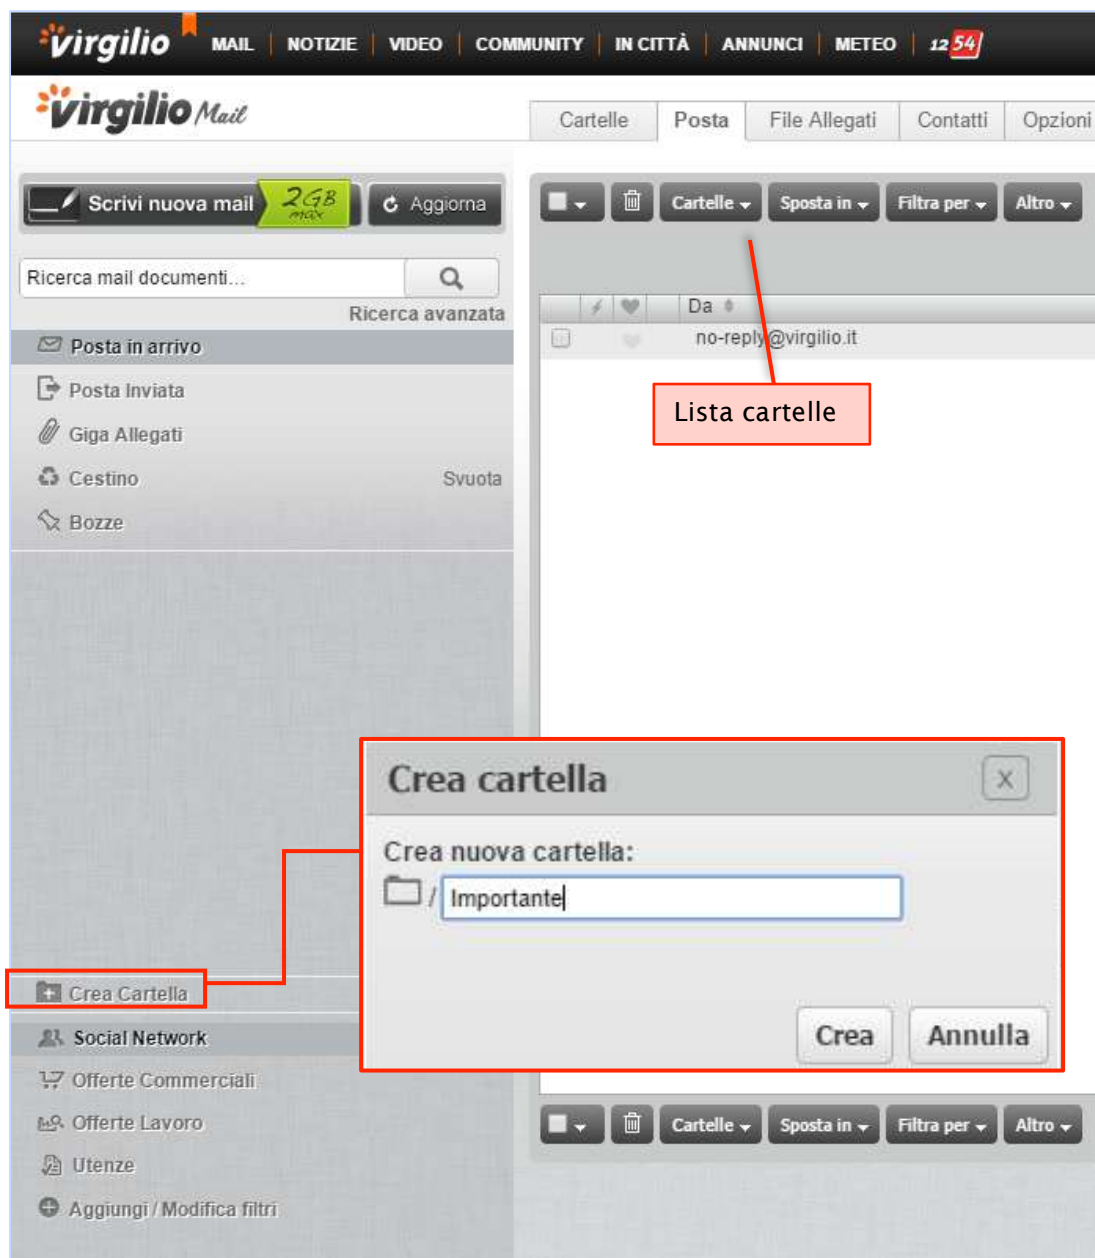 virgilio MAIL NOTIZIE VIDEO COMMUNITY IN CITTÀ ANNUNCI METEO 1254
virgilio Mail
Cartelle Posta File Allegati Contatti Opzioni
Scrivi nuova mail 2GB max Aggiorna
Cartelle Sposta in Filtra per Altro
Ricerca mail documenti...
Ricerca avanzata
Da
no-reply@virgilio.it
Posta in arrivo
Posta Inviata
Giga Allegati
Cestino Svuota
Bozze
Lista cartelle
Crea cartella X
Crea nuova cartella:
/ Importante
Crea Annulla
Crea Cartella
Social Network
Offerte Commerciali
Offerte Lavoro
Utenze
Aggiungi / Modifica filtri
Cartelle Sposta in Filtra per Altro